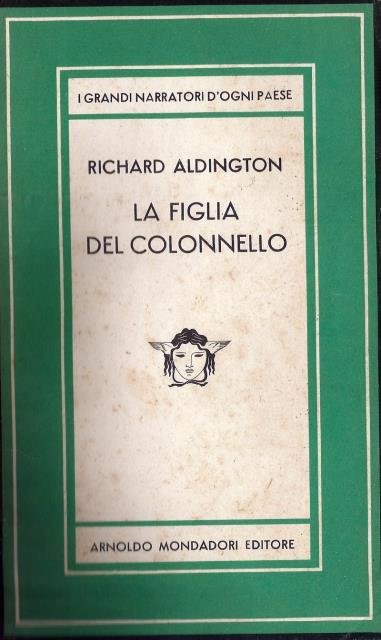 I GRANDI NARRATORI D'OGNI PAESE
RICHARD ALDINGTON
LA FIGLIA
DEL COLONNELLO
ARNOLDO MONDADORI EDITORE